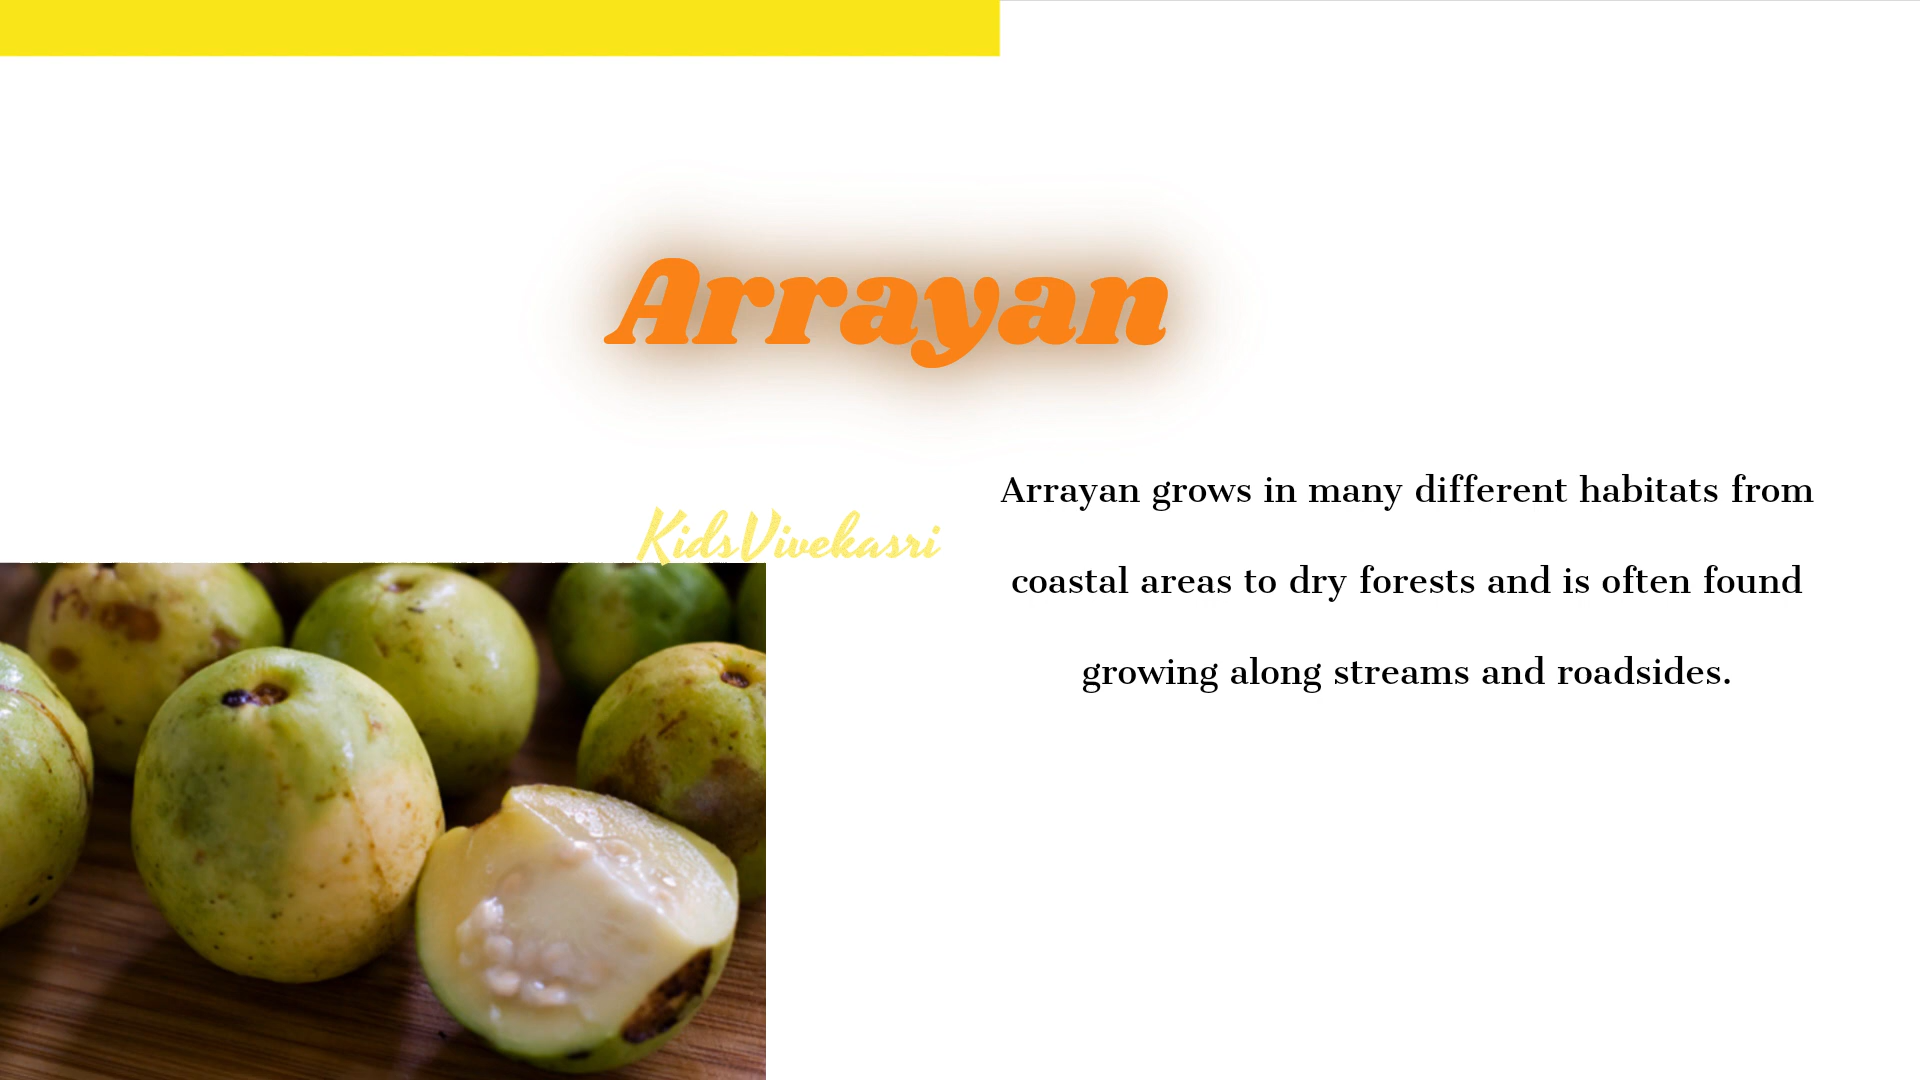 Arrayan
Arrayan grows in many different habitats from
KidsVivekasri
coastal areas to dry forests and is often found
growing along streams and roadsides.